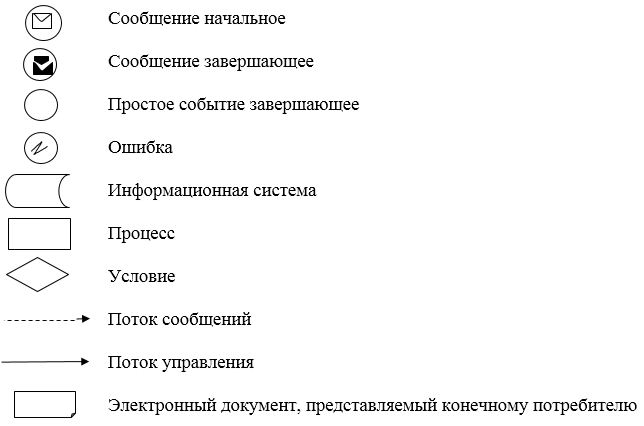 Сообщение начальное
Сообщение завершающее
Простое событие завершающее
Ошибка
Информационная система
Процесс
Условие
Поток сообщений
Поток управления
Электронный документ, представляемый конечному потребителю